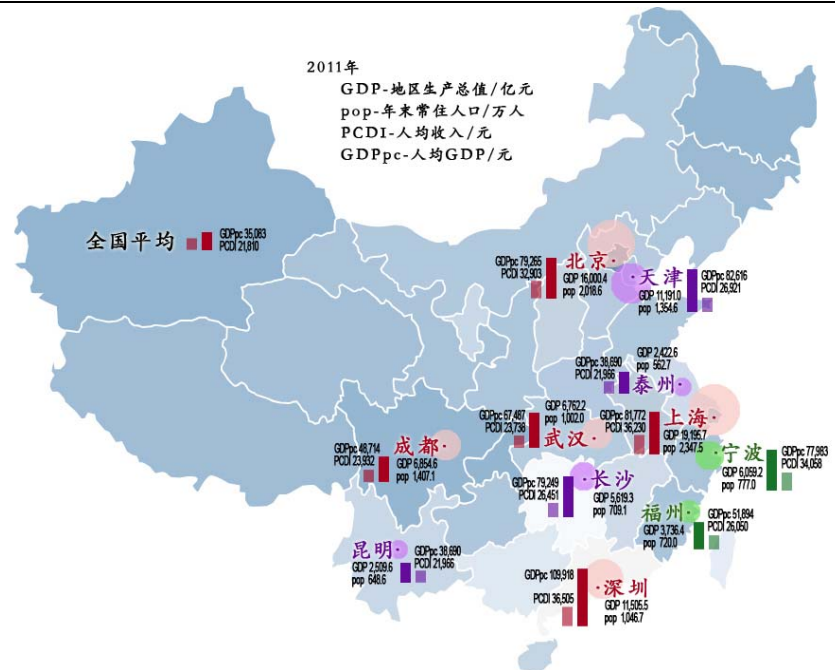 2011年
GDP-地区生产总值/亿元
pop-年末常住人口/万人
PCDI-人均收入/元
GDPpc-人均GDP/元
全国平均
GDPpc 35,083
PCDI 21,810
GDPpc 79,265
PCDI 32,903
北京
GDP 16,000.4
pop 2,018.6
天津
GDP 11,191.0
pop 1,354.6
GDPpc 82,616
PCDI 26,921
GDPpc 38,690
PCDI 21,966
GDP 2,422.6
pop 562.7
泰州
GDPpc 67,487
PCDI 23,738
GDP 6,762.2
pop 1,002.0
武汉
GDPpc 81,772
PCDI 36,230
上海
GDP 19,195.7
pop 2,347.5
GDPpc 48,714
PCDI 23,932
成都
GDP 6,854.6
pop 1,407.1
宁波
GDP 6,059.2
pop 777.0
GDPpc 77,983
PCDI 34,058
GDPpc 79,249
PCDI 26,451
长沙
GDP 5,619.3
pop 709.1
福州
GDP 3,736.4
pop 720.0
GDPpc 51,894
PCDI 26,050
昆明
GDP 2,509.6
pop 648.6
GDPpc 38,690
PCDI 21,966
GDPpc 109,918
PCDI 36,505
深圳
GDP 11,505.5
pop 1,046.7